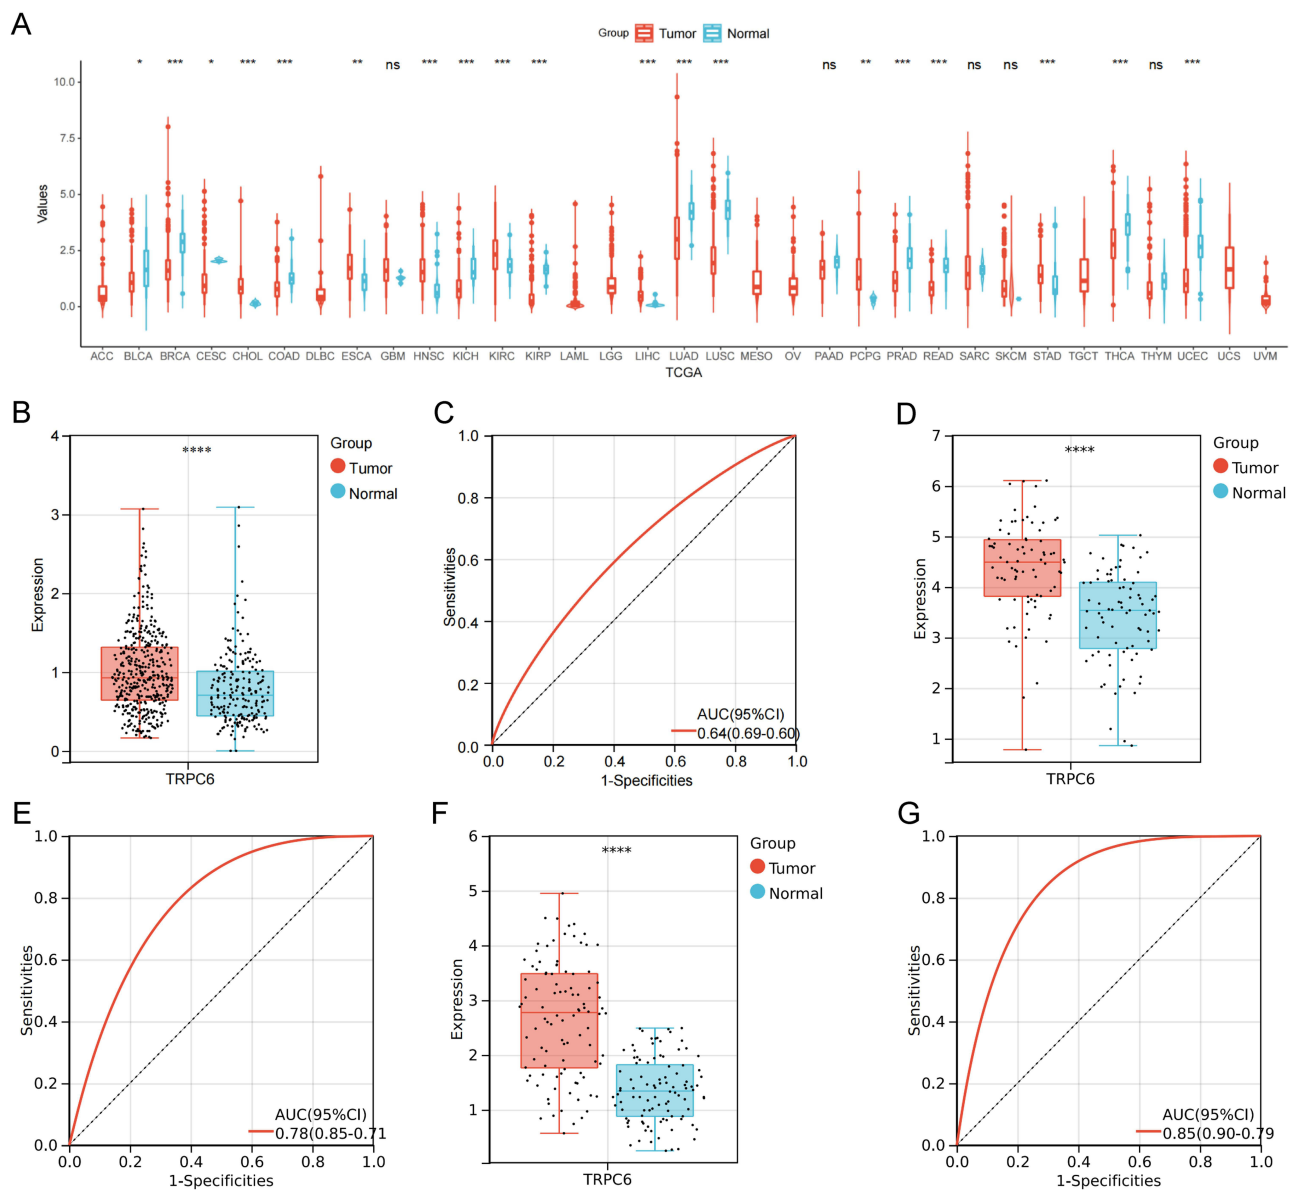 A
Group Tumor Normal
* *** * *** *** ** ns *** *** *** *** *** *** *** ns ** *** *** ns ns *** *** ns ***
Values
10.0
7.5
5.0
2.5
0.0
ACC BLCA BRCA CESC CHOL COAD DLBC ESCA GBM HNSC KICH KIRC KIRP LAML LGG LIHC LUAD LUSC MESO OV PAAD PCPG PRAD READ SARC SKCM STAD TGCT THCA THYM UCEC UCS UVM
TCGA
B
****
Group
Tumor
Normal
Expression
4
3
2
1
0
TRPC6
C
Sensitivities
1.0
0.8
0.6
0.4
0.2
0.0
AUC(95%CI)
0.64(0.69-0.60)
0.0 0.2 0.4 0.6 0.8 1.0
1-Specificities
D
****
Group
Tumor
Normal
Expression
7
6
5
4
3
2
1
TRPC6
E
Sensitivities
1.0
0.8
0.6
0.4
0.2
0.0
AUC(95%CI)
0.78(0.85-0.71
0.0 0.2 0.4 0.6 0.8 1.0
1-Specificities
F
****
Group
Tumor
Normal
Expression
6
5
4
3
2
1
TRPC6
G
Sensitivities
1.0
0.8
0.6
0.4
0.2
0.0
AUC(95%CI)
0.85(0.90-0.79
0.0 0.2 0.4 0.6 0.8 1.0
1-Specificities